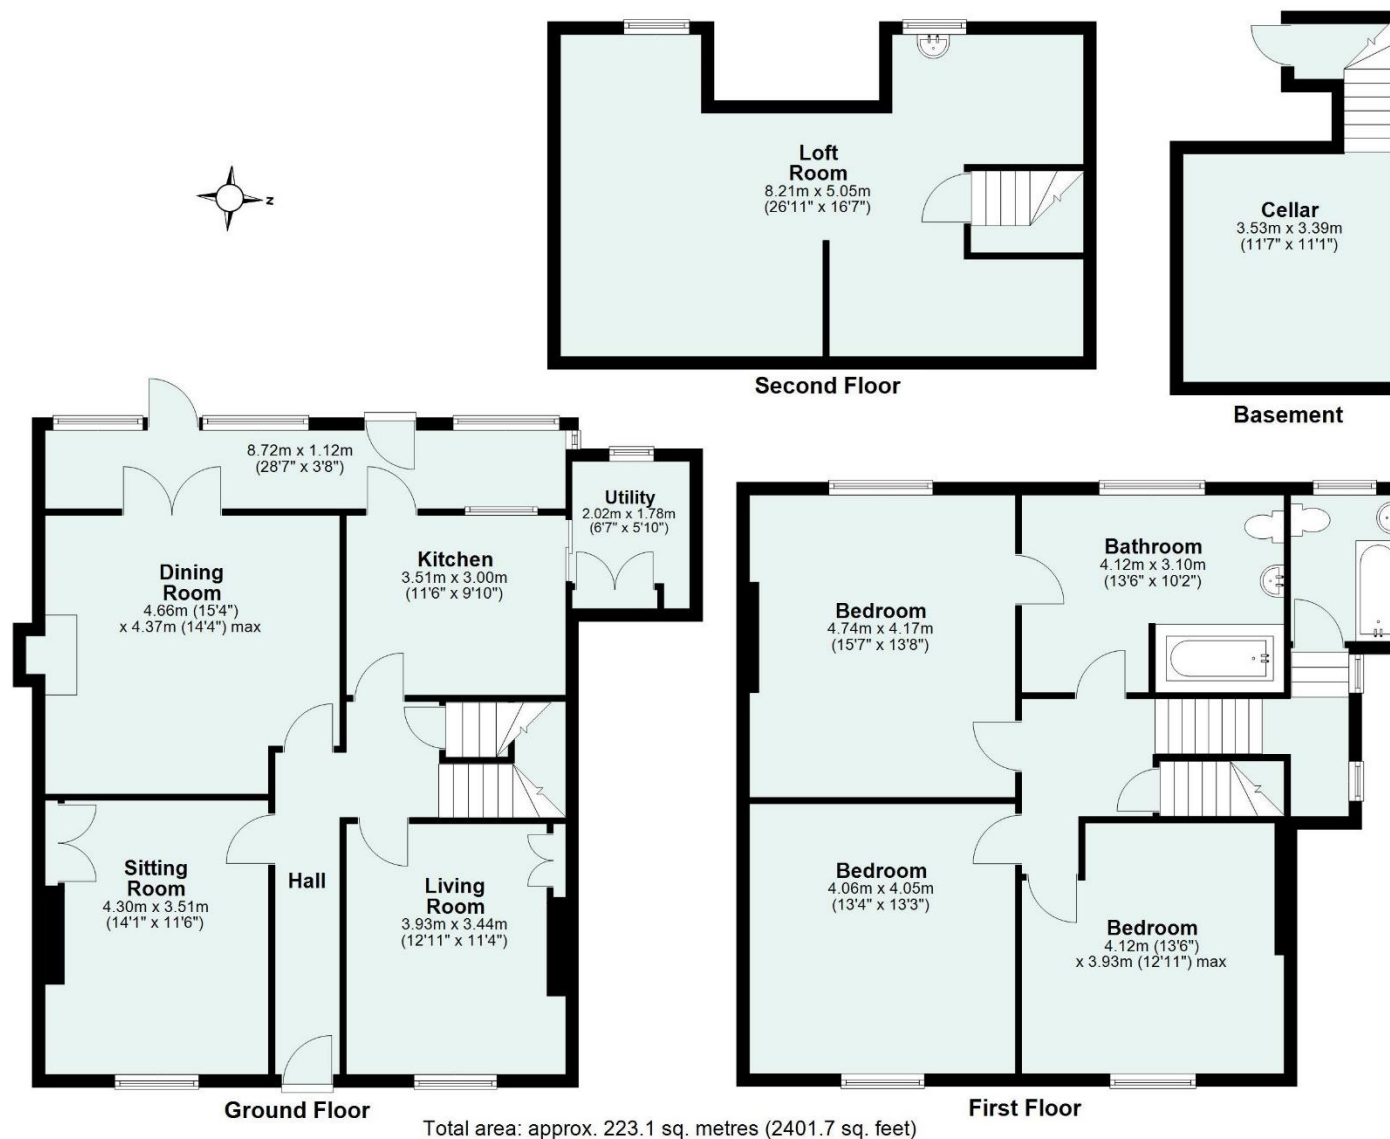 Loft
Room
8.21m x 5.05m
(26'11" x 16'7")
Second Floor
Cellar
3.53m x 3.39m
(11'7" x 11'1")
Basement
z
8.72m x 1.12m
(28'7" x 3'8")
Utility
2.02m x 1.78m
(6'7" x 5'10")
Kitchen
3.51m x 3.00m
(11'6" x 9'10")
Dining
Room
4.66m (15'4")
x 4.37m (14'4") max
Sitting
Room
4.30m x 3.51m
(14'1" x 11'6")
Hall
Living
Room
3.93m x 3.44m
(12'11" x 11'4")
Ground Floor
Bedroom
4.74m x 4.17m
(15'7" x 13'8")
Bathroom
4.12m x 3.10m
(13'6" x 10'2")
Bedroom
4.06m x 4.05m
(13'4" x 13'3")
Bedroom
4.12m (13'6")
x 3.93m (12'11") max
First Floor
Total area: approx. 223.1 sq. metres (2401.7 sq. feet)